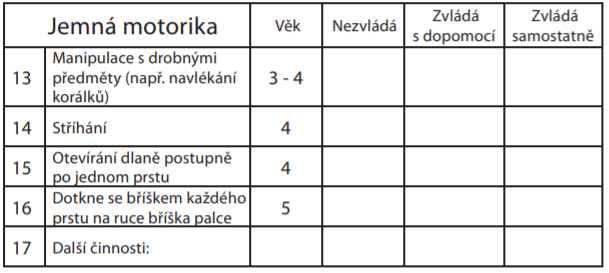 Jemná motorika Věk Nezvládá Zvládá s dopomocí Zvládá samostatně
13 Manipulace s drobnými předměty (např. navlékání korálků) 3 - 4
14 Stříhání 4
15 Otevírání dlaně postupně po jednom prstu 4
16 Dotkne se bříškem každého prstu na ruce bříška palce 5
17 Další činnosti: